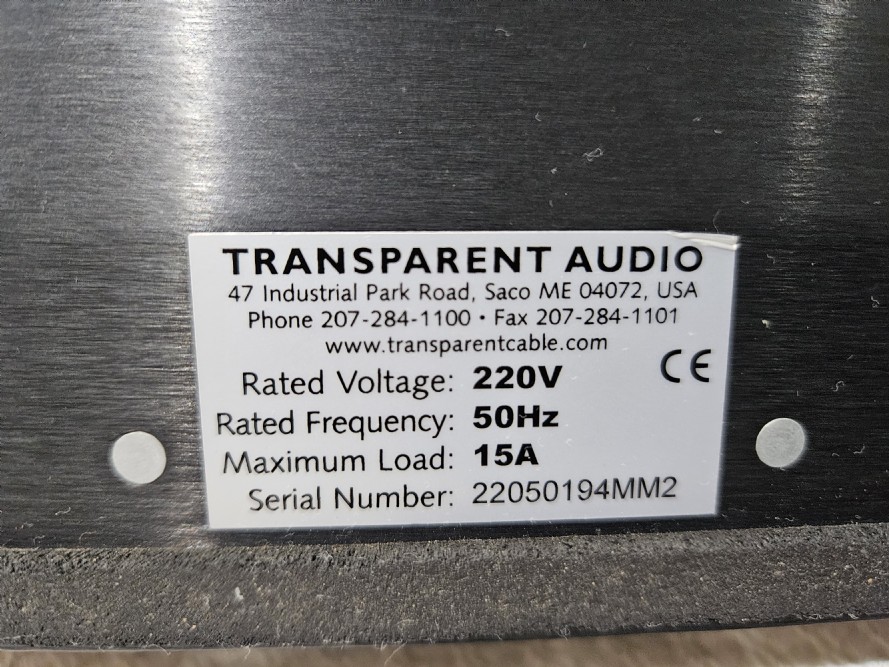 TRANSPARENT AUDIO
47 Industrial Park Road, Saco ME 04072, USA
Phone 207-284-1100 • Fax 207-284-1101
www.transparentcable.com
CE
Rated Voltage: 220V
Rated Frequency: 50Hz
Maximum Load: 15A
Serial Number: 22050194MM2